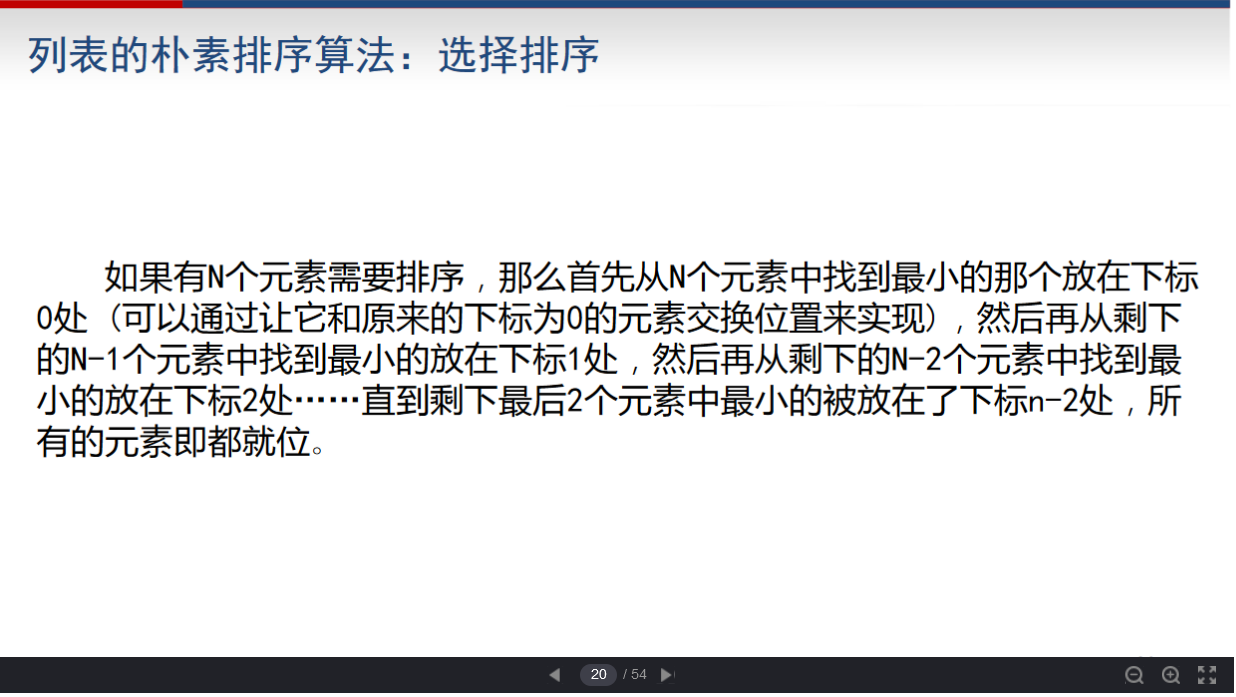 列表的朴素排序算法：选择排序
如果有N个元素需要排序，那么首先从N个元素中找到最小的那个放在下标
0处（可以通过让它和原来的下标为0的元素交换位置来实现），然后再从剩下
的N-1个元素中找到最小的放在下标1处，然后再从剩下的N-2个元素中找到最
小的放在下标2处……直到剩下最后2个元素中最小的被放在了下标n-2处，所
有的元素即都就位。
20 / 54